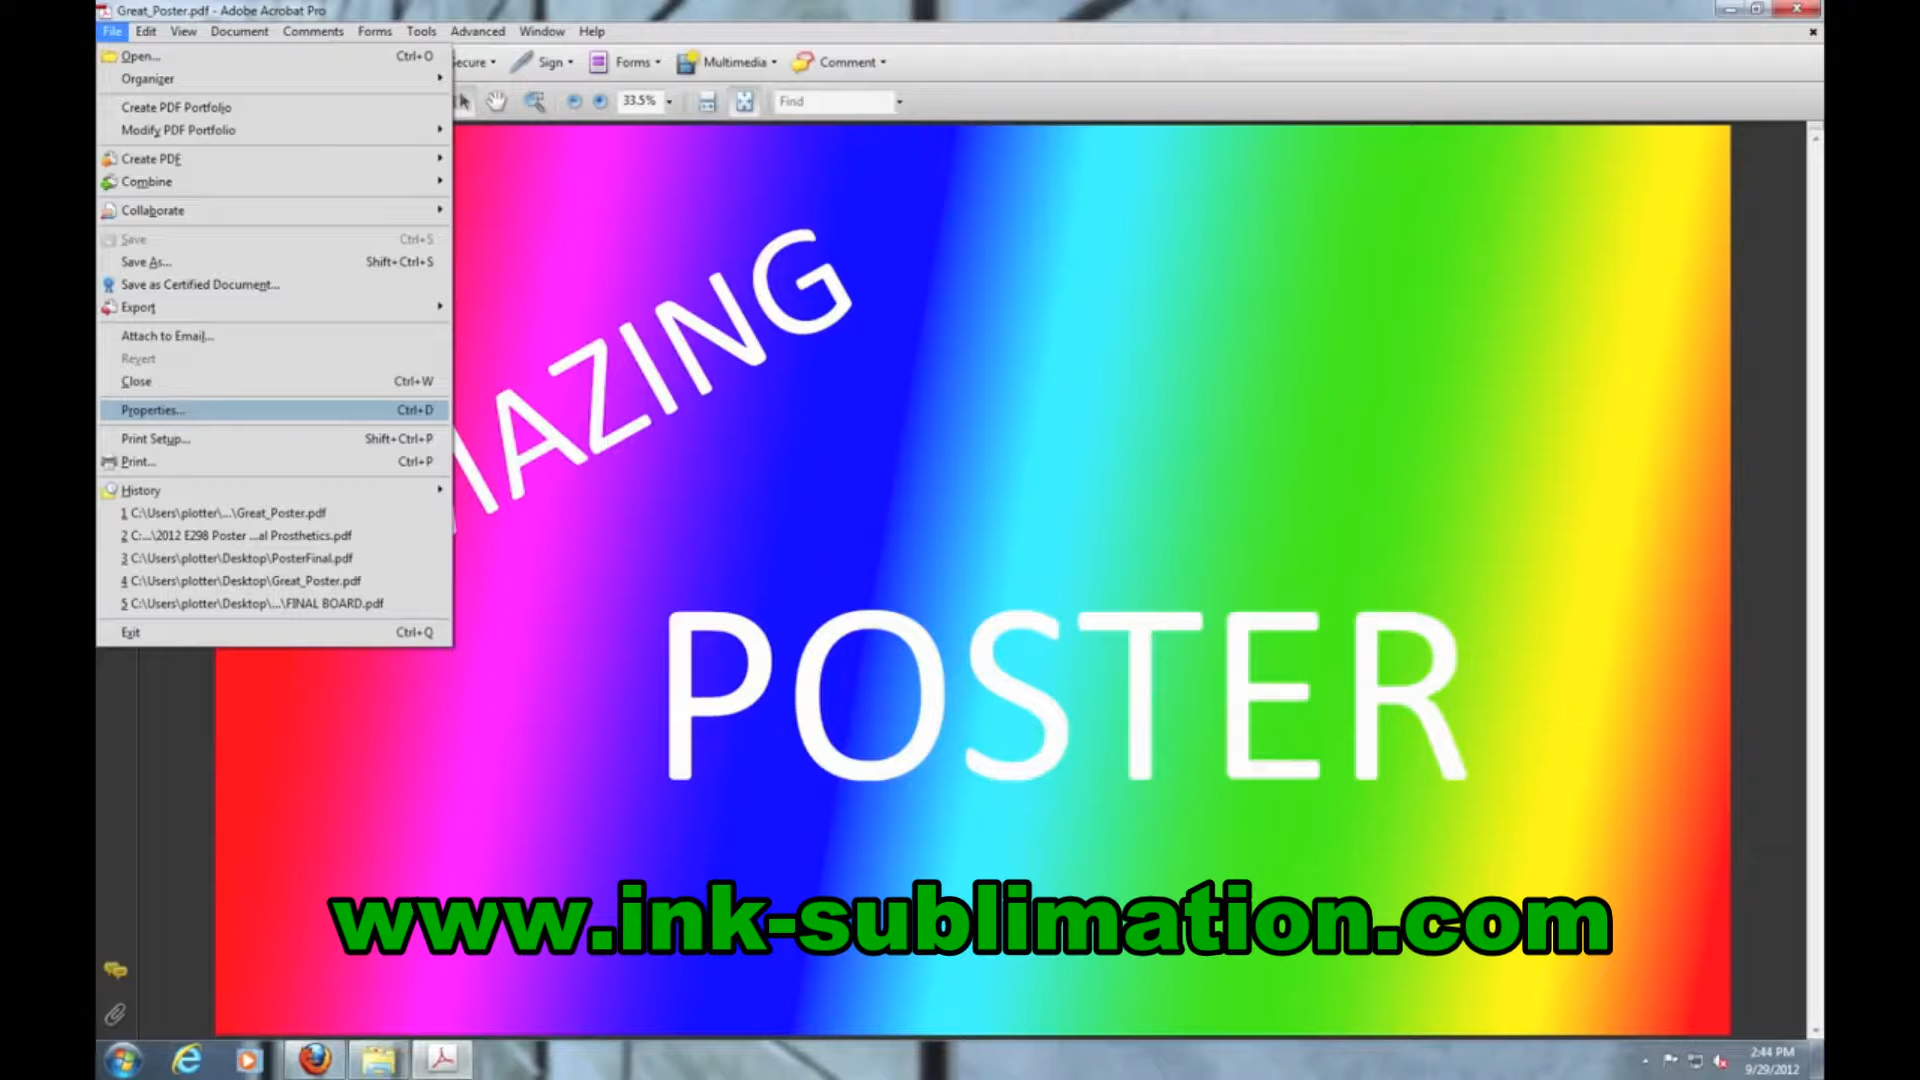 Great_Poster.pdf - Adobe Acrobat Pro
File Edit View Document Comments Forms Tools Advanced Window Help
Open... Ctrl+O
Organizer
Create PDF Portfolio
Modify PDF Portfolio
Create PDF
Combine
Collaborate
Save Ctrl+S
Save As... Shift+Ctrl+S
Save as Certified Document...
Export
Attach to Email...
Revert
Close Ctrl+W
Properties... Ctrl+D
Print Setup... Shift+Ctrl+P
Print... Ctrl+P
History
1 C:\Users\plotter\...\Great_Poster.pdf
2 C:...\2012 E298 Poster ...al Prosthetics.pdf
3 C:\Users\plotter\Desktop\PosterFinal.pdf
4 C:\Users\plotter\Desktop\Great_Poster.pdf
5 C:\Users\plotter\Desktop\...\FINAL BOARD.pdf
Exit Ctrl+Q
ecure Sign Forms Multimedia Comment
33.5% Find
MAZING
POSTER
www.ink-sublimation.com
2:44 PM
9/29/2012